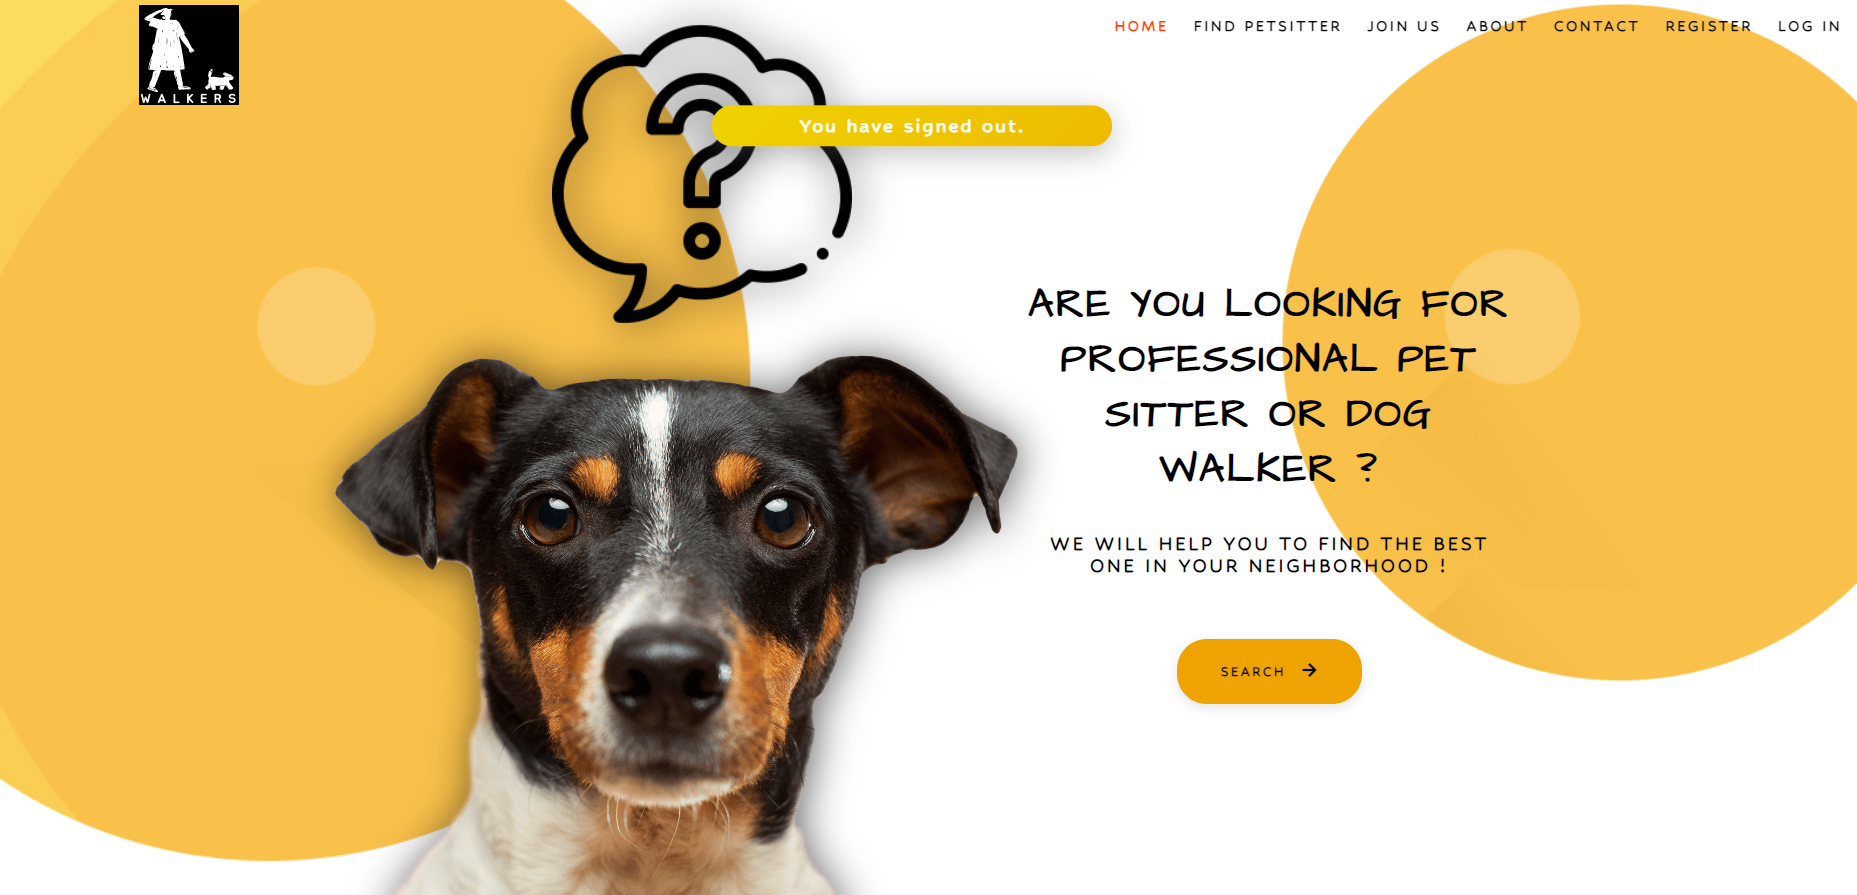 WALKERS
HOME FIND PETSITTER JOIN US ABOUT CONTACT REGISTER LOG IN
?
You have signed out.
ARE YOU LOOKING FOR
PROFESSIONAL PET
SITTER OR DOG
WALKER ?
WE WILL HELP YOU TO FIND THE BEST
ONE IN YOUR NEIGHBORHOOD !
SEARCH →